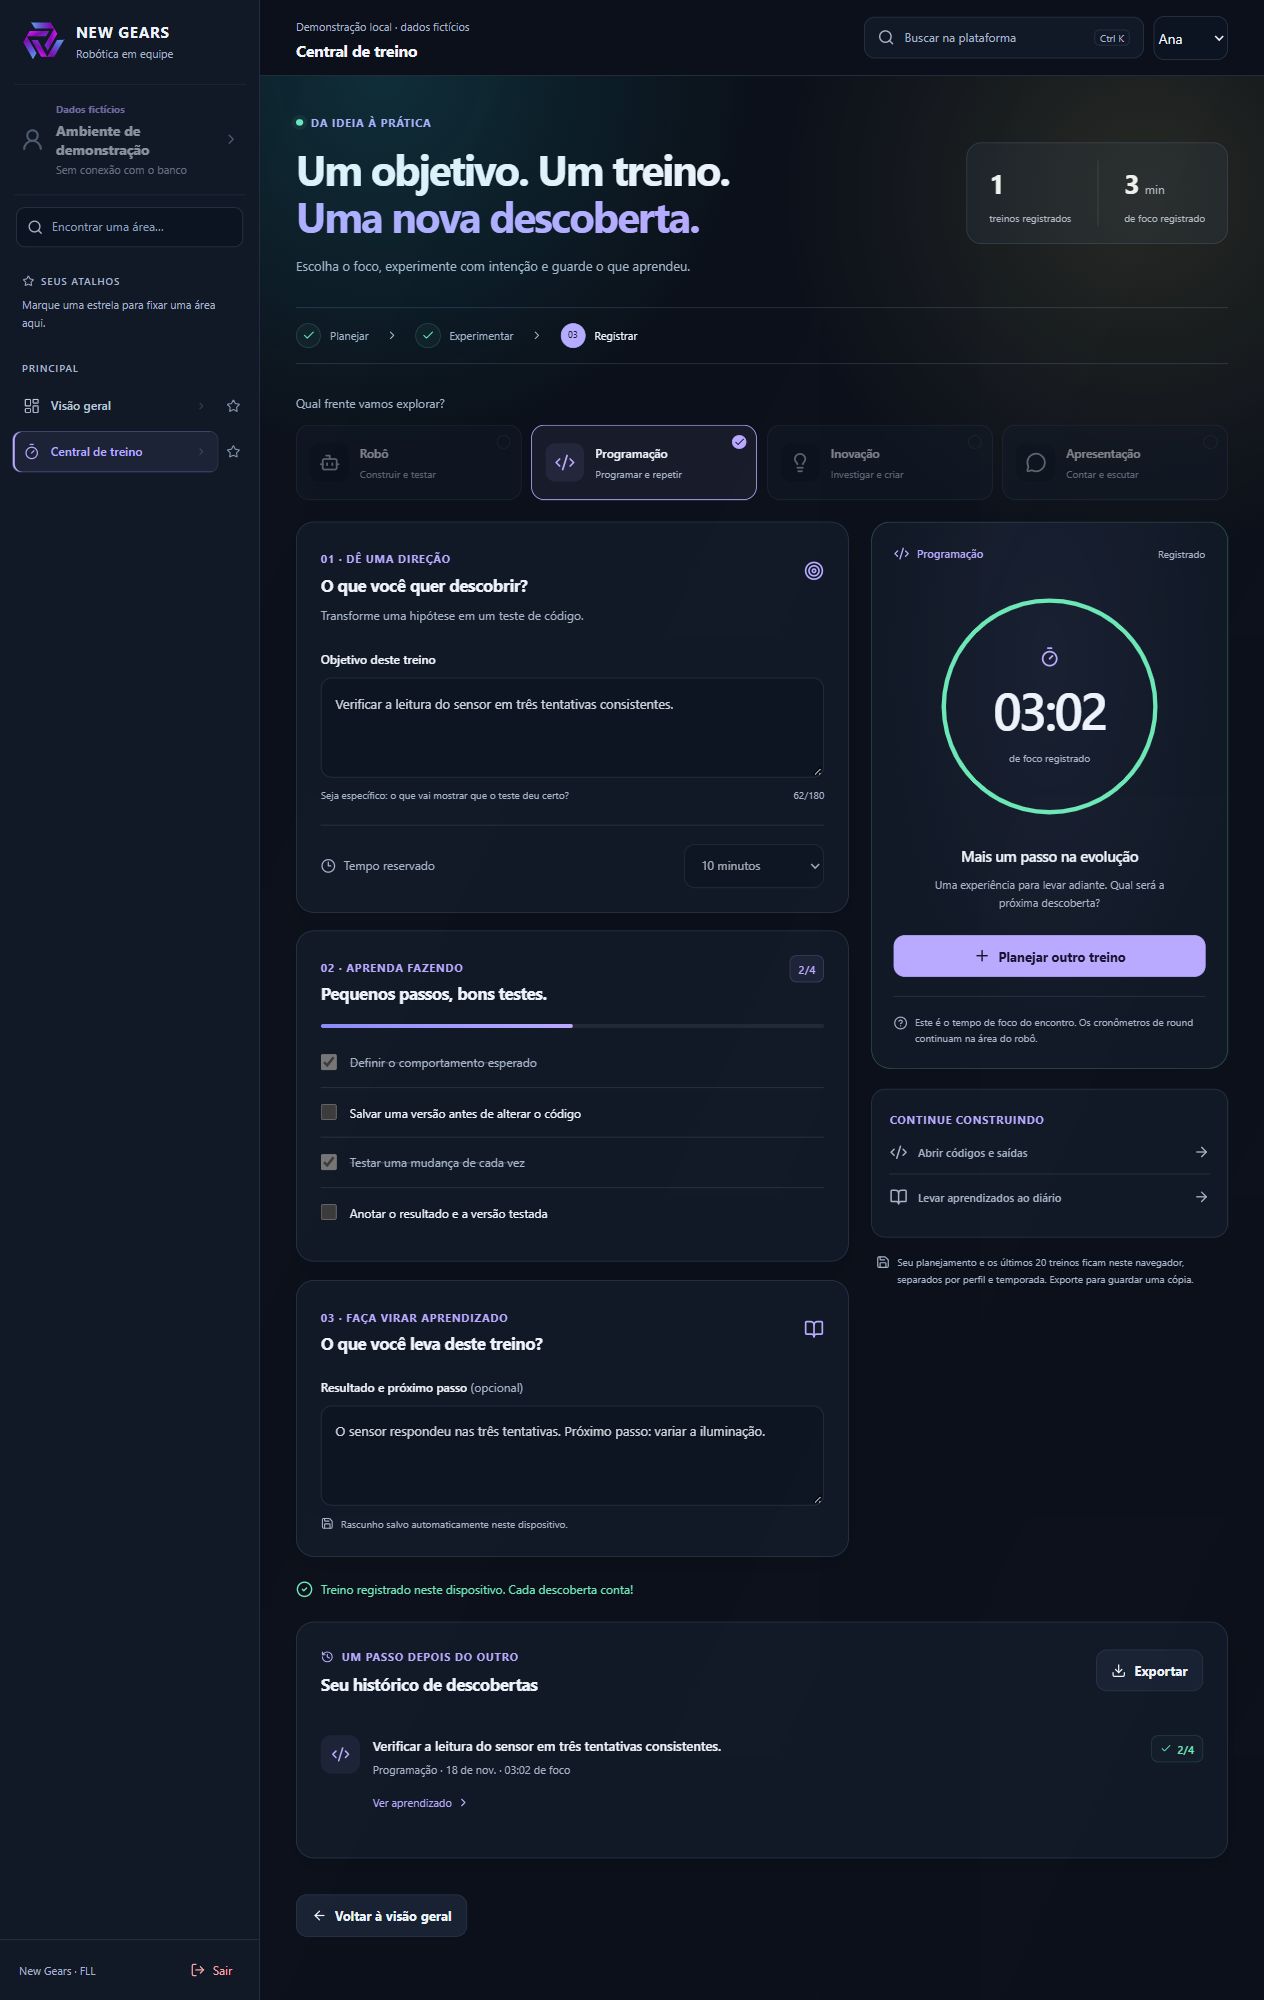 NEW GEARS
Robótica em equipe
Dados fictícios
Ambiente de
demonstração
Sem conexão com o banco
Encontrar uma área...
SEUS ATALHOS
Marque uma estrela para fixar uma área
aqui.
PRINCIPAL
Visão geral
Central de treino
New Gears · FLL
Sair
Demonstração local · dados fictícios
Central de treino
Buscar na plataforma
Ctrl K
Ana
DA IDEIA À PRÁTICA
Um objetivo. Um treino.
Uma nova descoberta.
Escolha o foco, experimente com intenção e guarde o que aprendeu.
1
treinos registrados
3 min
de foco registrado
Planejar
Experimentar
03
Registrar
Qual frente vamos explorar?
Robô
Construir e testar
Programação
Programar e repetir
Inovação
Investigar e criar
Apresentação
Contar e escutar
01 · DÊ UMA DIREÇÃO
O que você quer descobrir?
Transforme uma hipótese em um teste de código.
Objetivo deste treino
Verificar a leitura do sensor em três tentativas consistentes.
Seja específico: o que vai mostrar que o teste deu certo?
62/180
Tempo reservado
10 minutos
02 · APRENDA FAZENDO
2/4
Pequenos passos, bons testes.
Definir o comportamento esperado
Salvar uma versão antes de alterar o código
Testar uma mudança de cada vez
Anotar o resultado e a versão testada
03 · FAÇA VIRAR APRENDIZADO
O que você leva deste treino?
Resultado e próximo passo (opcional)
O sensor respondeu nas três tentativas. Próximo passo: variar a iluminação.
Rascunho salvo automaticamente neste dispositivo.
Programação
Registrado
03:02
de foco registrado
Mais um passo na evolução
Uma experiência para levar adiante. Qual será a
próxima descoberta?
Planejar outro treino
Este é o tempo de foco do encontro. Os cronômetros de round
continuam na área do robô.
CONTINUE CONSTRUINDO
Abrir códigos e saídas
Levar aprendizados ao diário
Seu planejamento e os últimos 20 treinos ficam neste navegador,
separados por perfil e temporada. Exporte para guardar uma cópia.
Treino registrado neste dispositivo. Cada descoberta conta!
UM PASSO DEPOIS DO OUTRO
Seu histórico de descobertas
Exportar
Verificar a leitura do sensor em três tentativas consistentes.
Programação · 18 de nov. · 03:02 de foco
Ver aprendizado
2/4
Voltar à visão geral